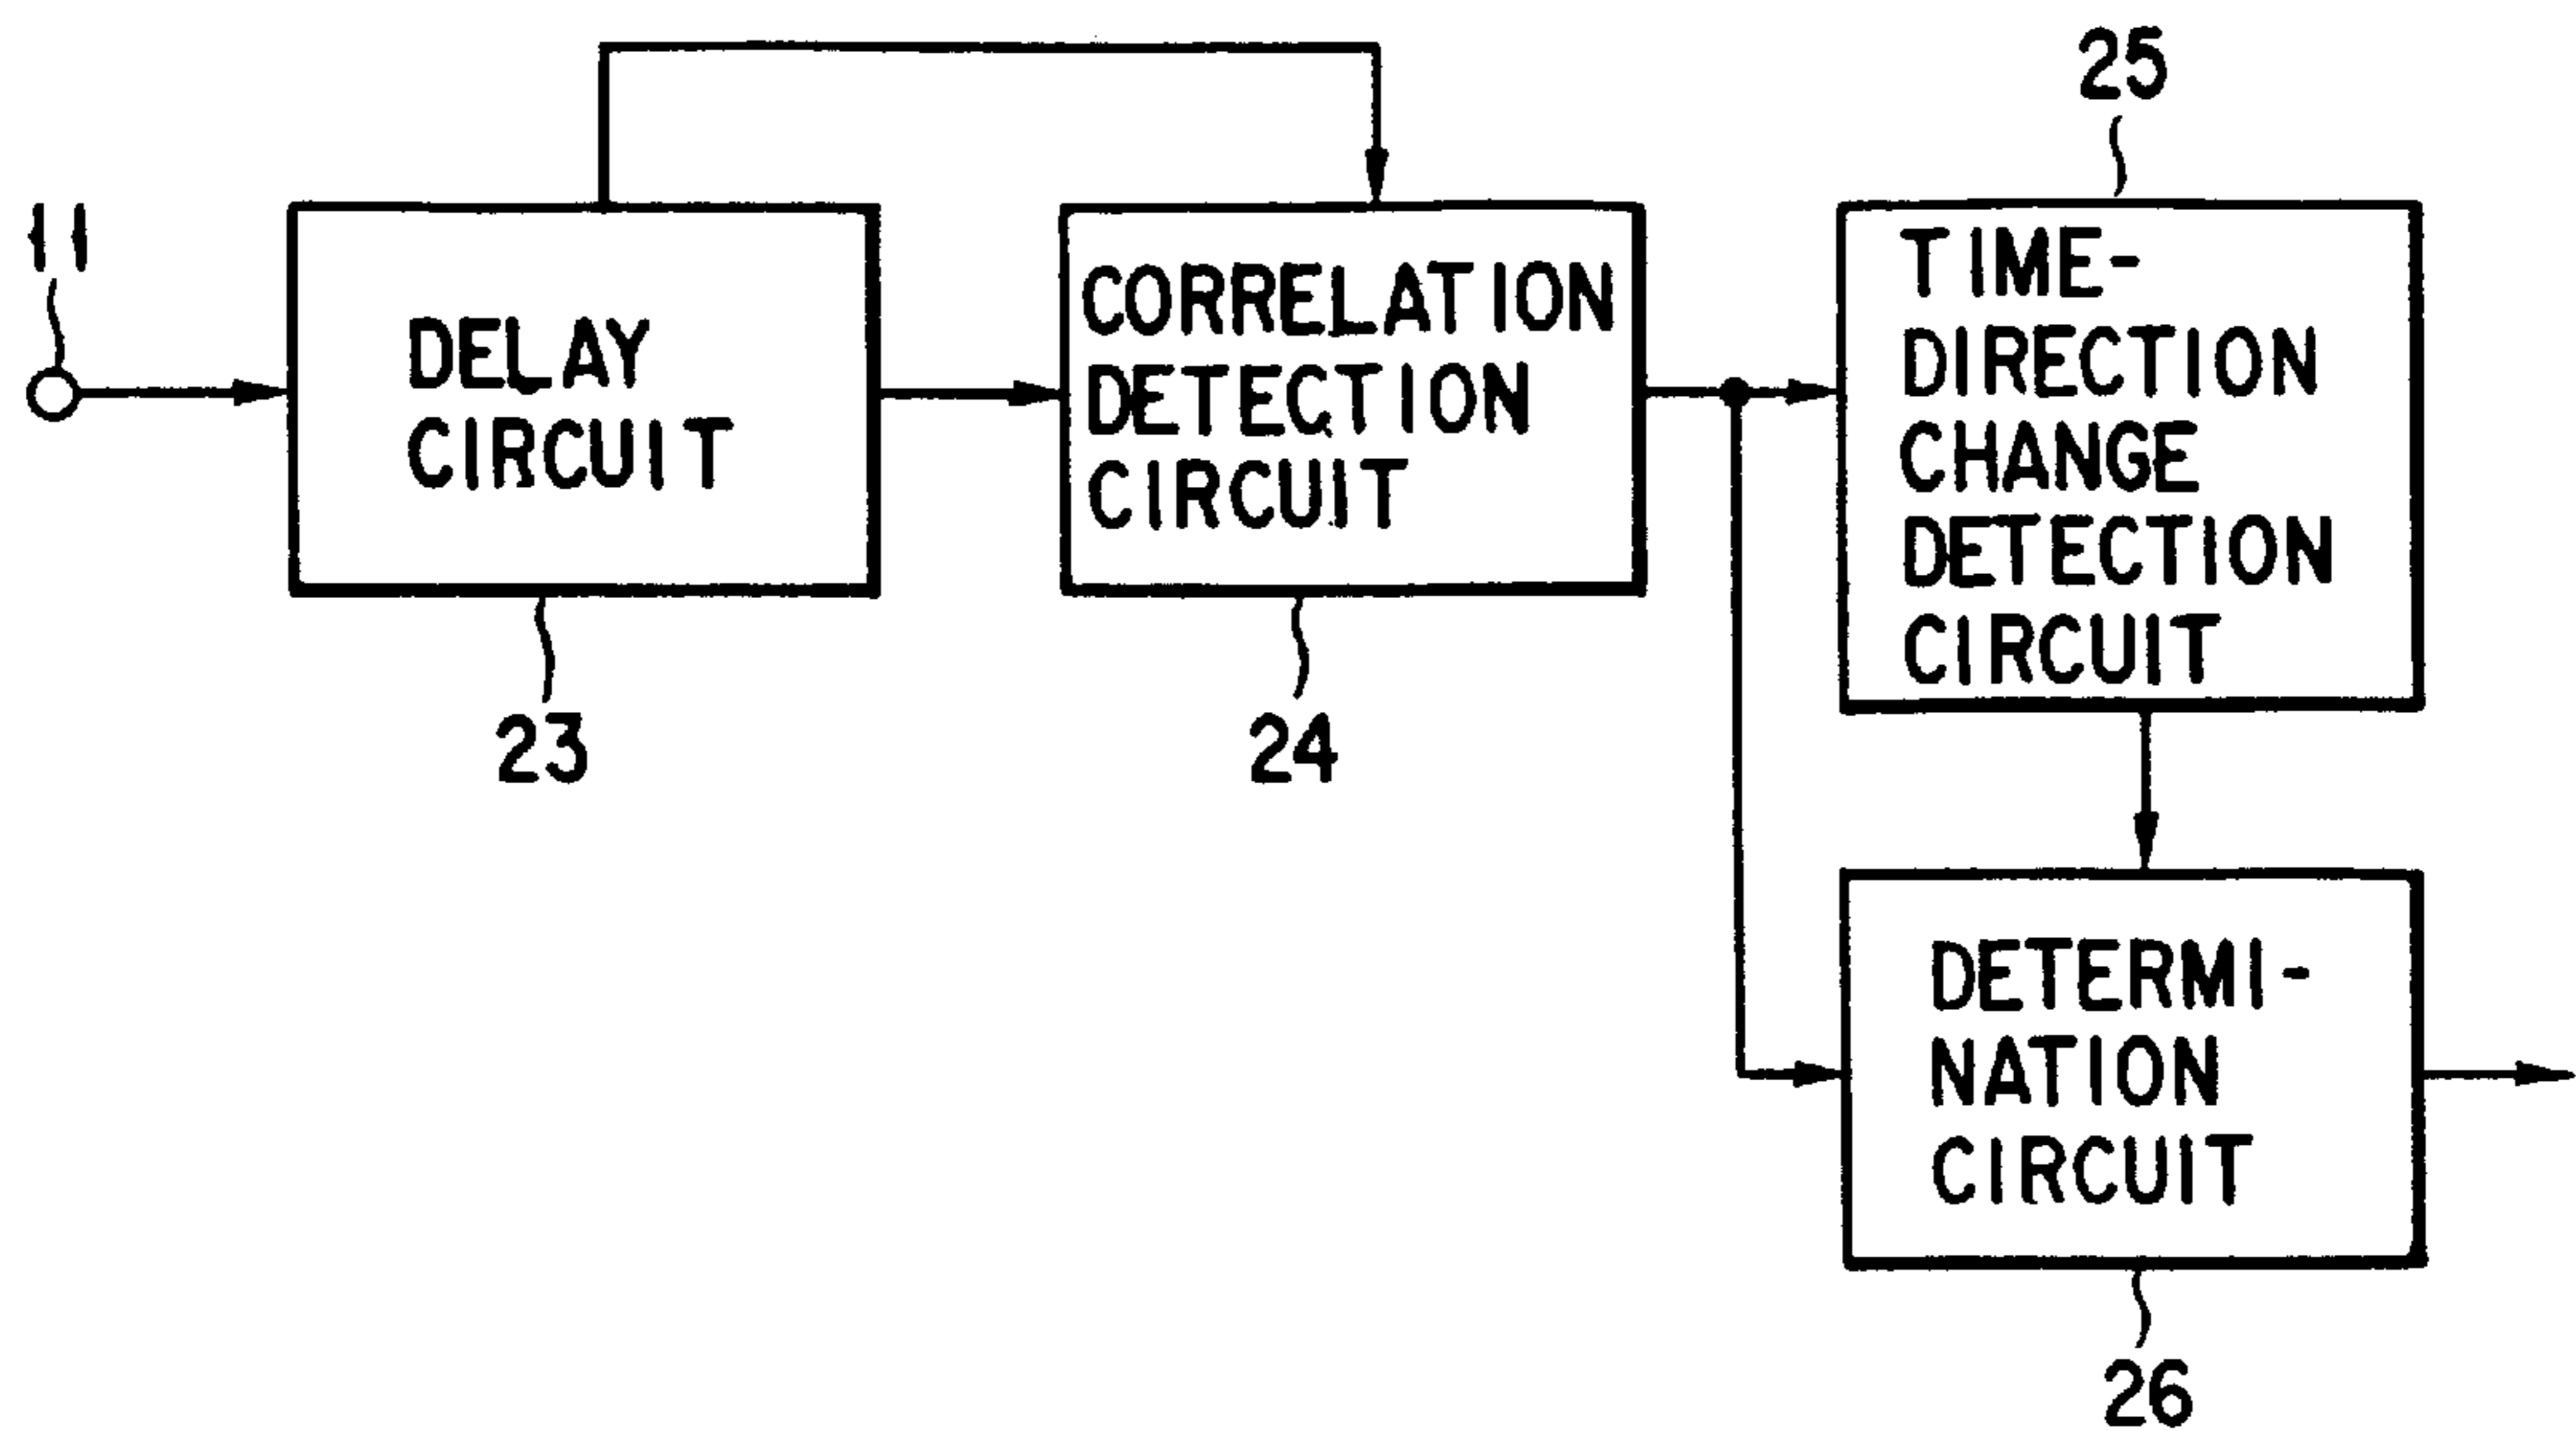 11
DELAY
CIRCUIT
23
CORRELATION
DETECTION
CIRCUIT
24
25
TIME-
DIRECTION
CHANGE
DETECTION
CIRCUIT
DETERMI-
NATION
CIRCUIT
26